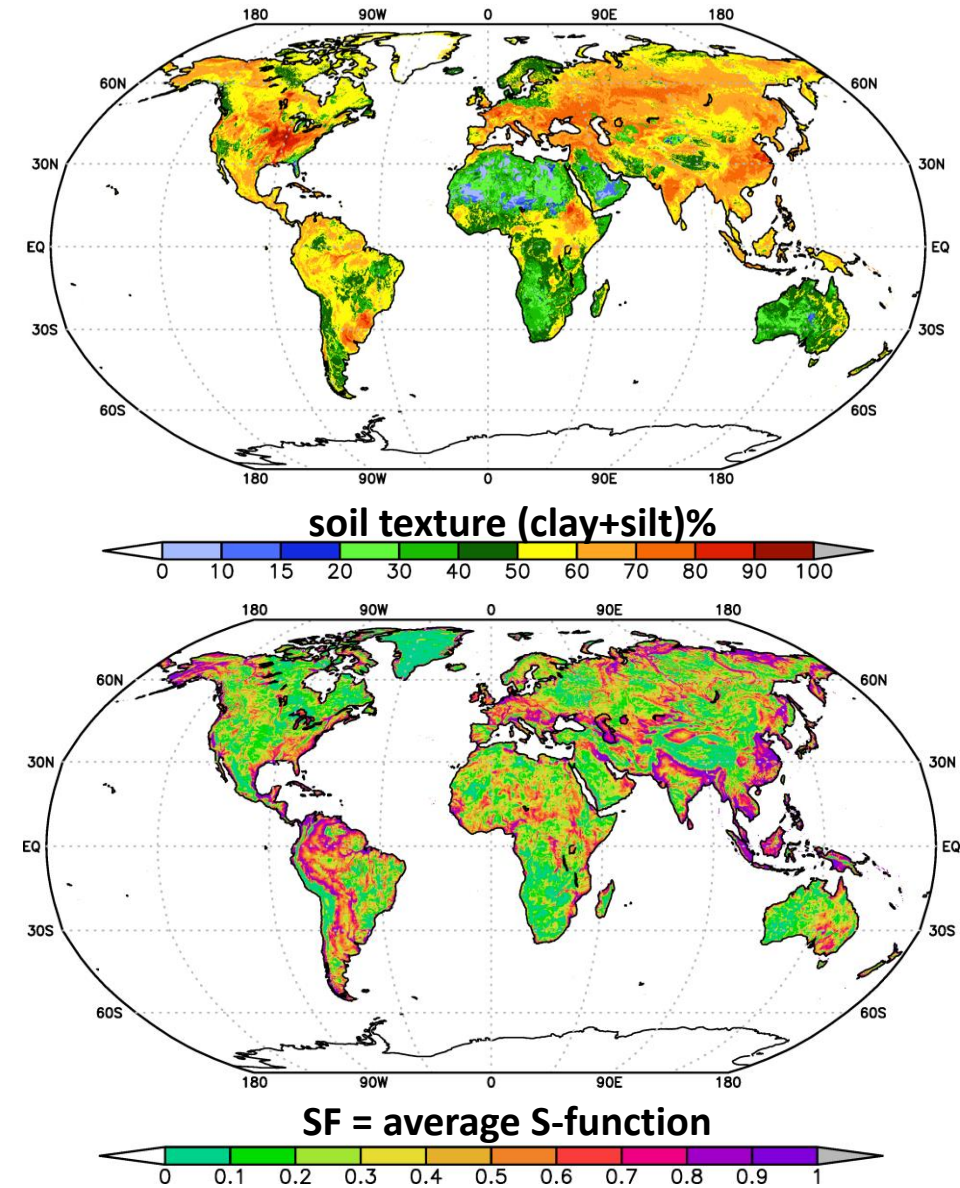 180 90W 0 90E 180
60N 60N
30N 30N
EQ EQ
30S 30S
60S 60S
180 90W 0 90E 180
soil texture (clay+silt)%
0 10 15 20 30 40 50 60 70 80 90 100
180 90W 0 90E 180
60N 60N
30N 30N
EQ EQ
30S 30S
60S 60S
180 90W 0 90E 180
SF = average S-function
0 0.1 0.2 0.3 0.4 0.5 0.6 0.7 0.8 0.9 1